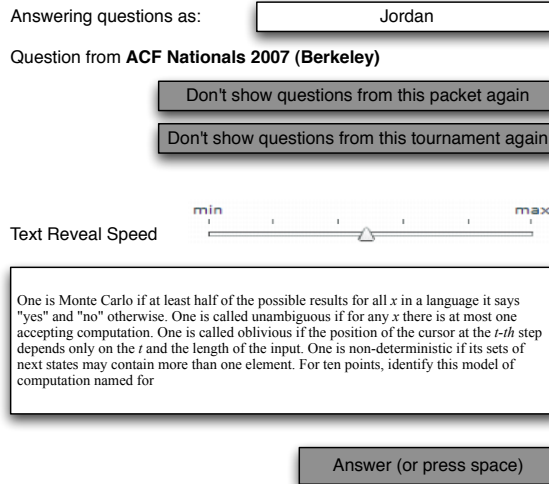 Answering questions as:
Jordan
Question from ACF Nationals 2007 (Berkeley)
Don't show questions from this packet again
Don't show questions from this tournament again
min
max
Text Reveal Speed
One is Monte Carlo if at least half of the possible results for all x in a language it says
"yes" and "no" otherwise. One is called unambiguous if for any x there is at most one
accepting computation. One is called oblivious if the position of the cursor at the t-th step
depends only on the t and the length of the input. One is non-deterministic if its sets of
next states may contain more than one element. For ten points, identify this model of
computation named for
Answer (or press space)